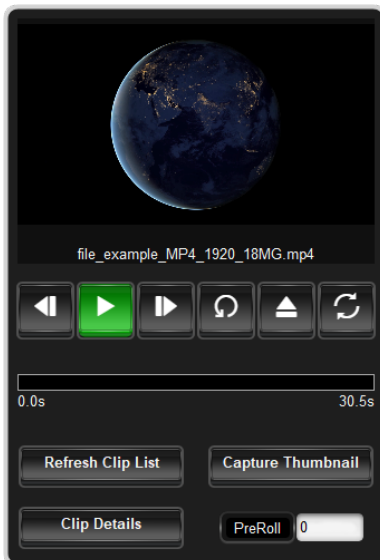 file_example_MP4_1920_18MG.mp4
0.0s 30.5s
Refresh Clip List Capture Thumbnail
Clip Details PreRoll 0